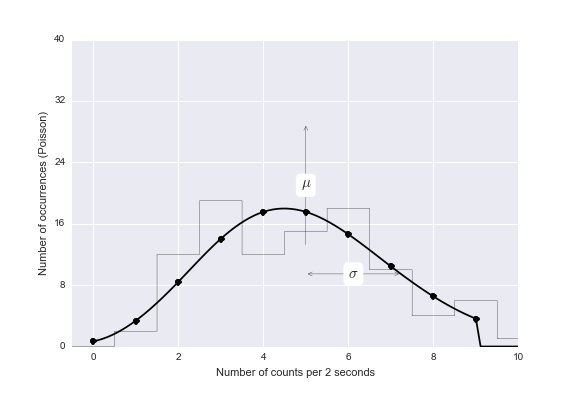 40
32
24
16
8
0
Number of occurrences (Poisson)
μ
σ
0 2 4 6 8 10
Number of counts per 2 seconds